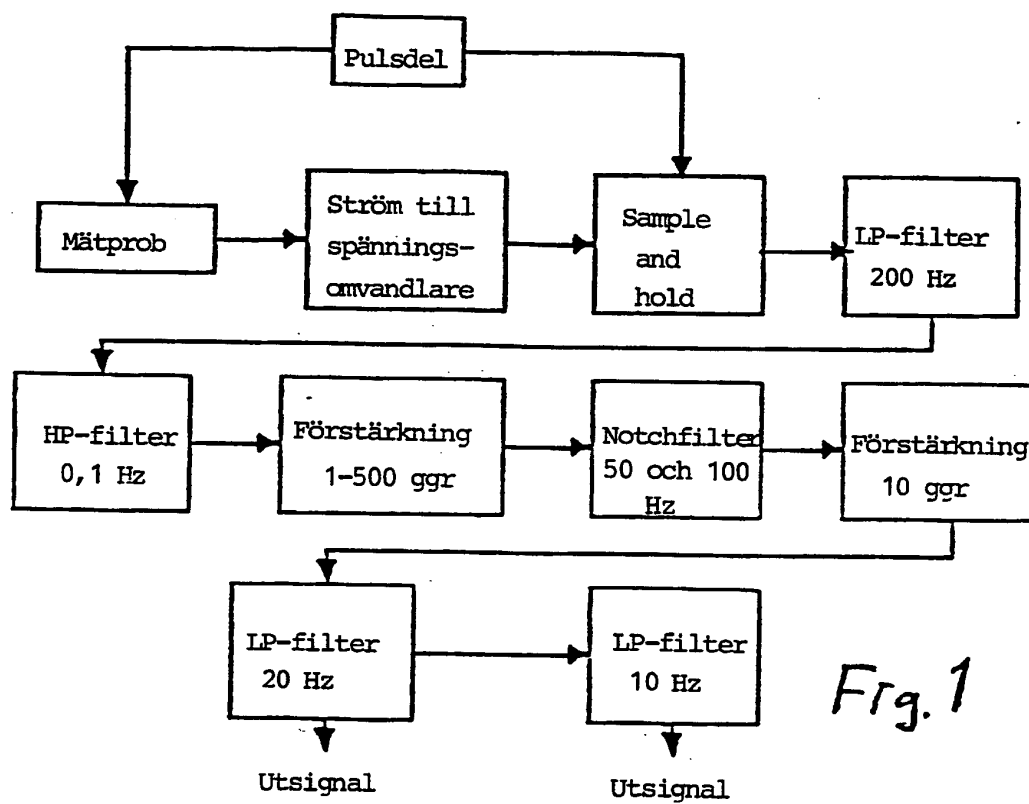 Pulsdel
Mätprob
Ström till
spännings-
omvandlare
Sample
and
hold
LP-filter
200 Hz
HP-filter
0,1 Hz
Förstärkning
1-500 ggr
Notchfilter
50 och 100
Hz
Förstärkning
10 ggr
LP-filter
20 Hz
LP-filter
10 Hz
Fig. 1
Utsignal
Utsignal